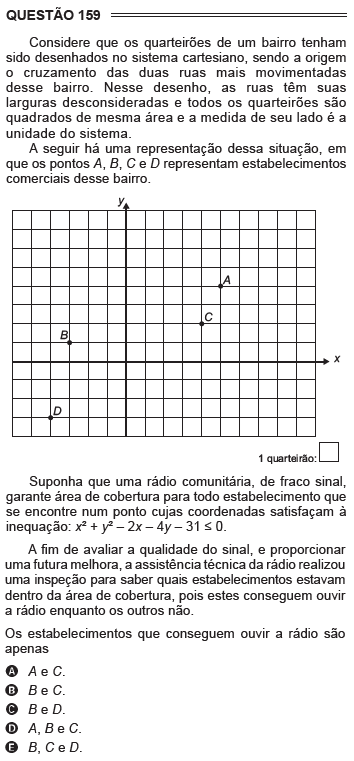 QUESTÃO 159
Considere que os quarteirões de um bairro tenham
sido desenhados no sistema cartesiano, sendo a origem
o cruzamento das duas ruas mais movimentadas
desse bairro. Nesse desenho, as ruas têm suas
larguras desconsideradas e todos os quarteirões são
quadrados de mesma área e a medida de seu lado é a
unidade do sistema.
A seguir há uma representação dessa situação, em
que os pontos A, B, C e D representam estabelecimentos
comerciais desse bairro.
y
A
C
B
x
D
1 quarteirão:
Suponha que uma rádio comunitária, de fraco sinal,
garante área de cobertura para todo estabelecimento que
se encontre num ponto cujas coordenadas satisfaçam à
inequação: x² + y² – 2x – 4y – 31 ≤ 0.
A fim de avaliar a qualidade do sinal, e proporcionar
uma futura melhora, a assistência técnica da rádio realizou
uma inspeção para saber quais estabelecimentos estavam
dentro da área de cobertura, pois estes conseguem ouvir
a rádio enquanto os outros não.
Os estabelecimentos que conseguem ouvir a rádio são
apenas
A A e C.
B B e C.
C B e D.
D A, B e C.
E B, C e D.